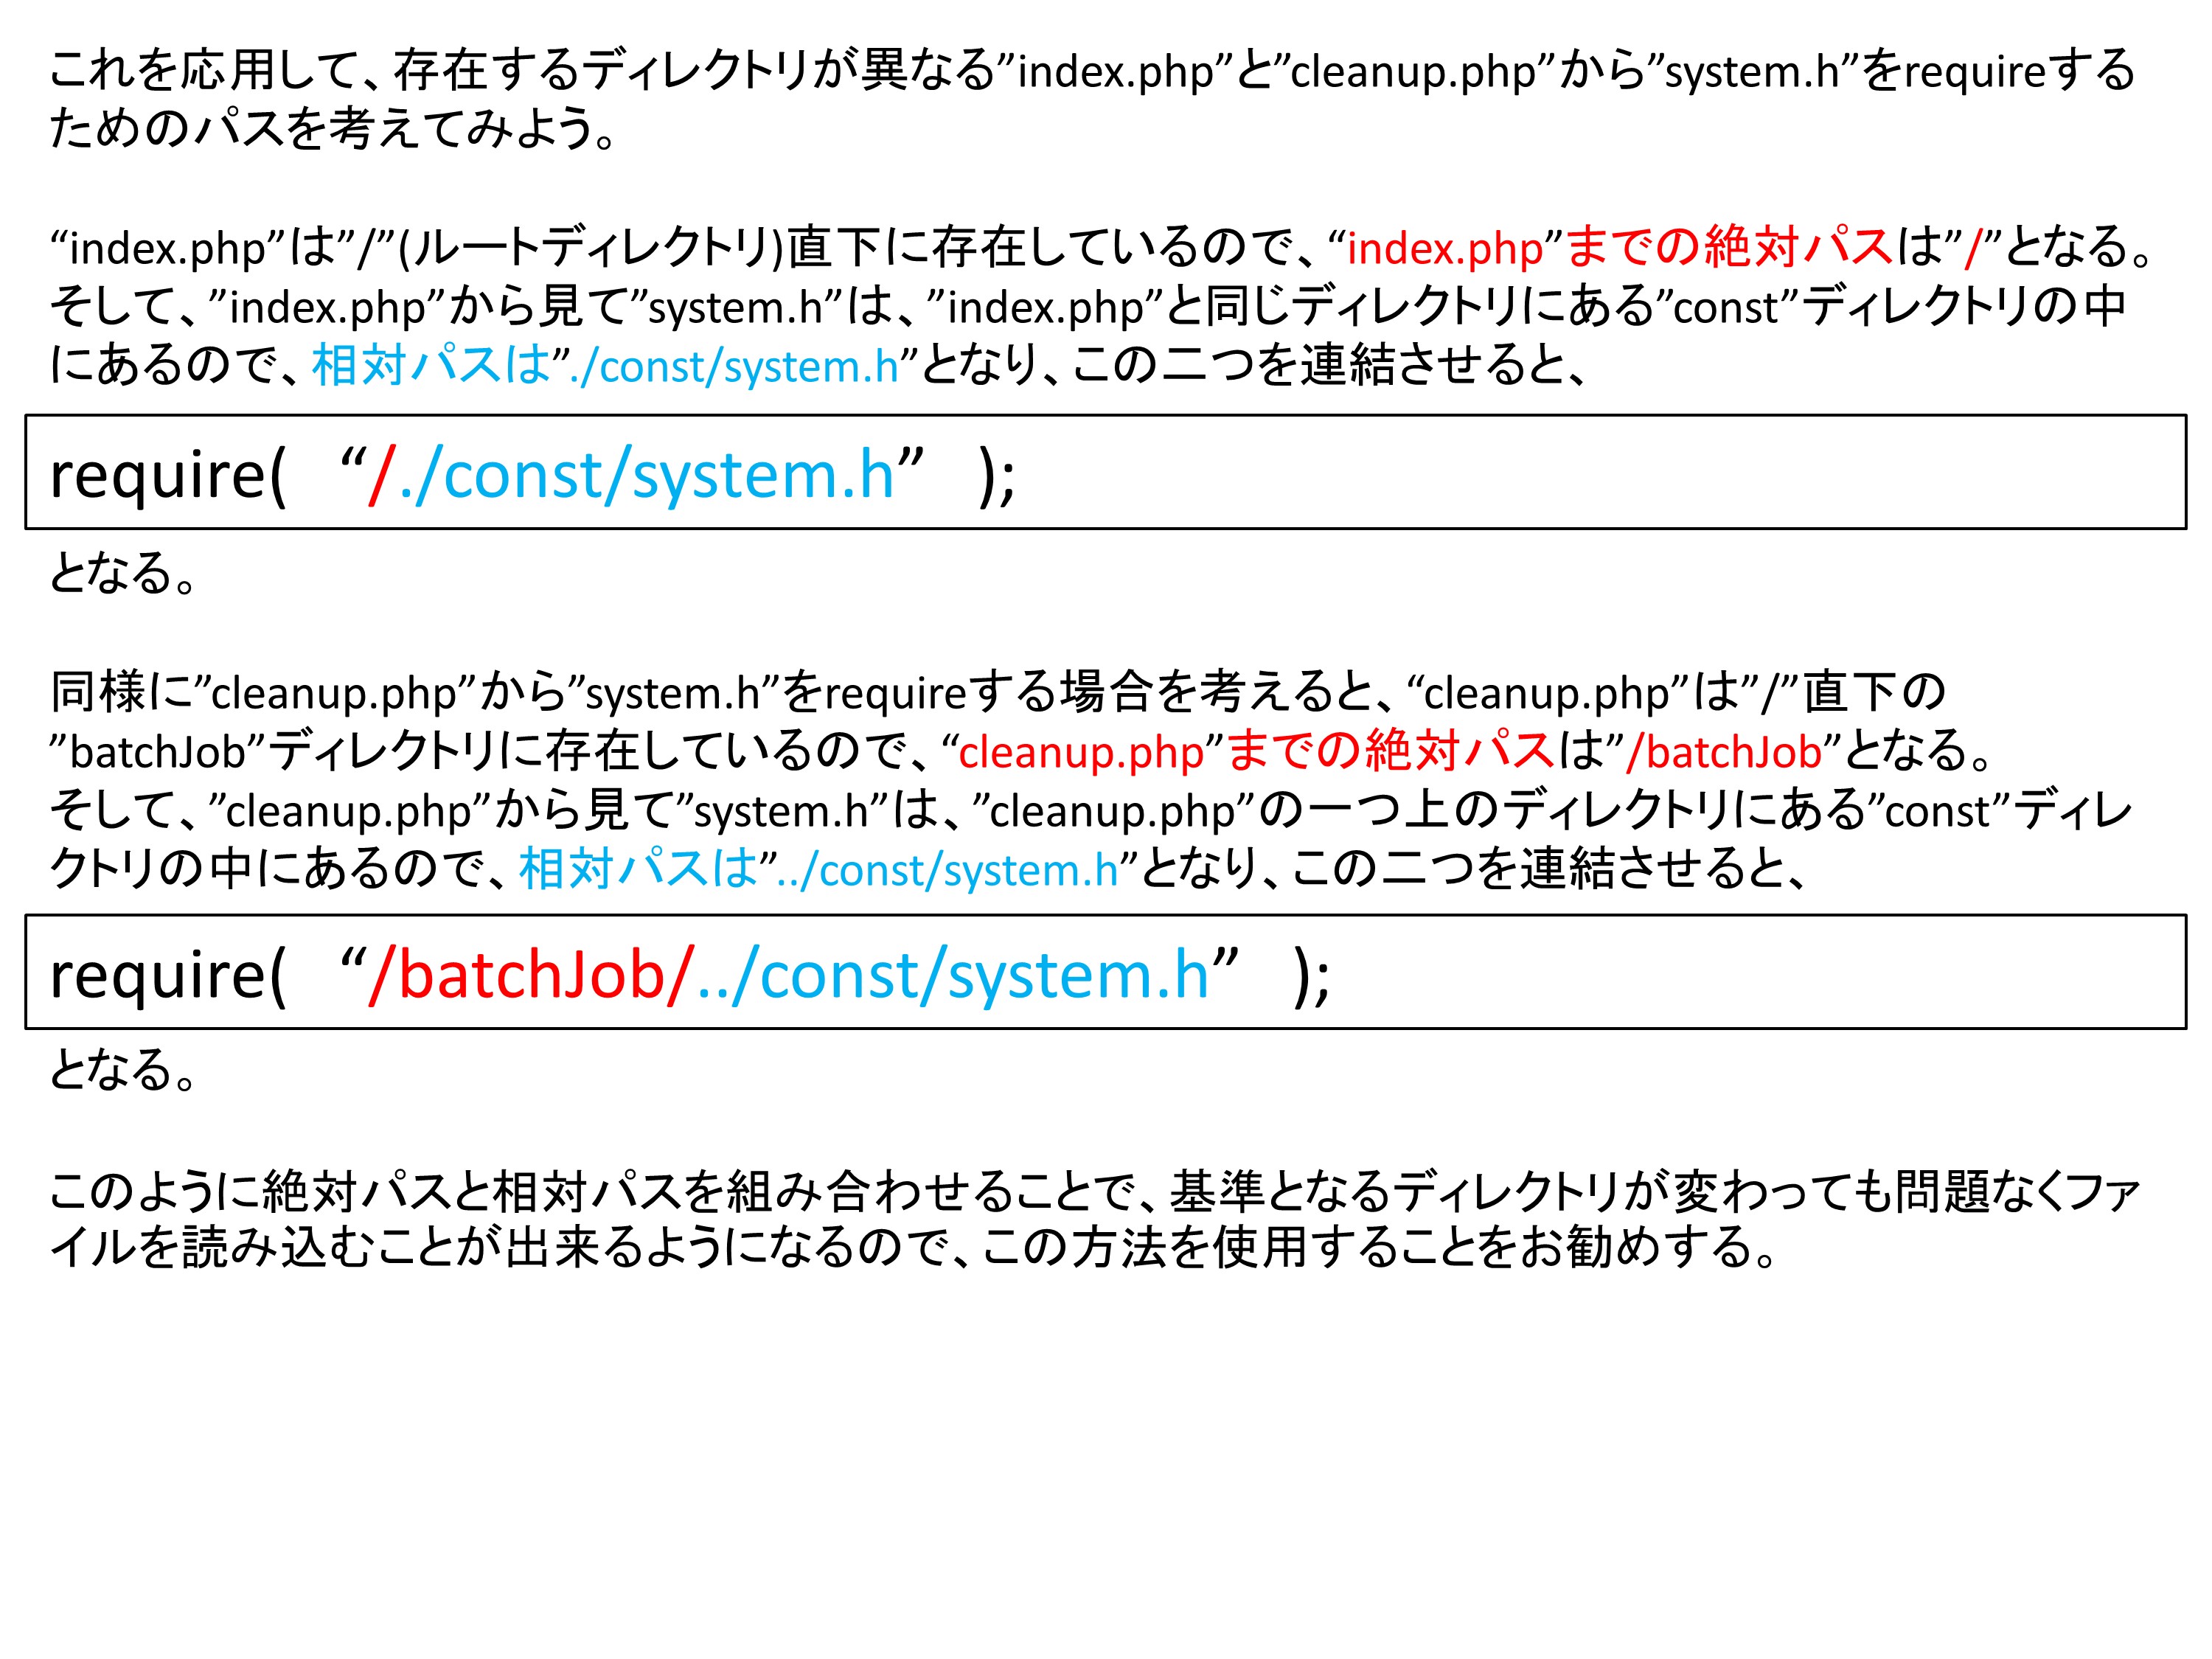 これを応用して、存在するディレクトリが異なる”index.php”と”cleanup.php”から”system.h”をrequireする
ためのパスを考えてみよう。
“index.php”は”/”(ルートディレクトリ)直下に存在しているので、“index.php”までの絶対パスは”/”となる。
そして、”index.php”から見て”system.h”は、”index.php”と同じディレクトリにある”const”ディレクトリの中
にあるので、相対パスは”./const/system.h”となり、この二つを連結させると、
require( “/./const/system.h” );
となる。
同様に”cleanup.php”から”system.h”をrequireする場合を考えると、“cleanup.php”は”/”直下の
”batchJob”ディレクトリに存在しているので、“cleanup.php”までの絶対パスは”/batchJob”となる。
そして、”cleanup.php”から見て”system.h”は、”cleanup.php”の一つ上のディレクトリにある”const”ディレ
クトリの中にあるので、相対パスは”../const/system.h”となり、この二つを連結させると、
require( “/batchJob/../const/system.h” );
となる。
このように絶対パスと相対パスを組み合わせることで、基準となるディレクトリが変わっても問題なくファ
イルを読み込むことが出来るようになるので、この方法を使用することをお勧めする。